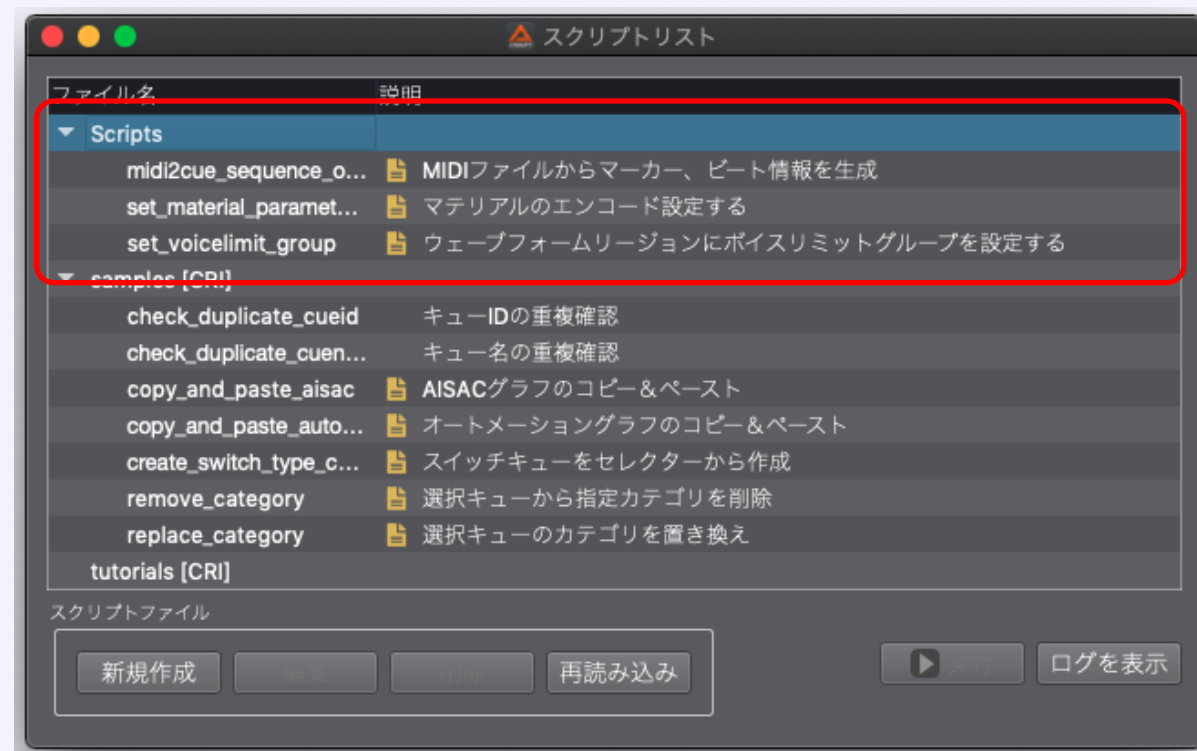 スクリプトリスト
ファイル名 説明
Scripts
midi2cue_sequence_o... MIDIファイルからマーカー、ビート情報を生成
set_material_paramet... マテリアルのエンコード設定する
set_voicelimit_group ウェーブフォームリージョンにボイスリミットグループを設定する
samples [CRI]
check_duplicate_cueid キューIDの重複確認
check_duplicate_cuen... キュー名の重複確認
copy_and_paste_aisac AISACグラフのコピー＆ペースト
copy_and_paste_auto... オートメーショングラフのコピー＆ペースト
create_switch_type_c... スイッチキューをセレクターから作成
remove_category 選択キューから指定カテゴリを削除
replace_category 選択キューのカテゴリを置き換え
tutorials [CRI]
スクリプトファイル
新規作成 編集 削除 再読み込み 実行 ログを表示